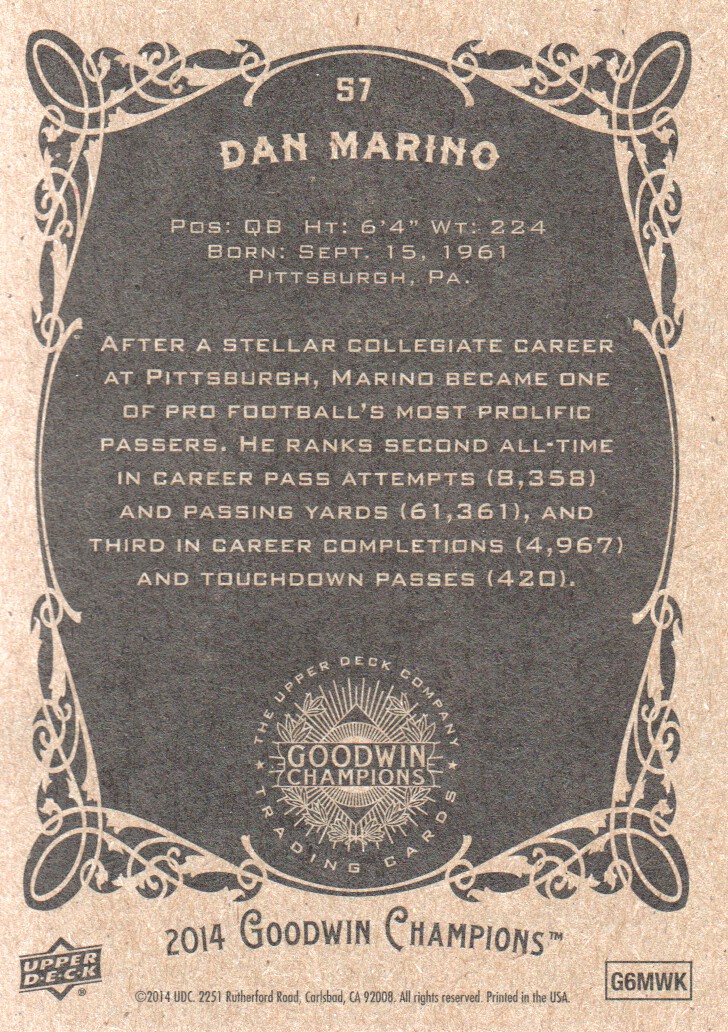 57
DAN MARINO
POS: QB HT: 6'4" WT: 224
BORN: SEPT. 15, 1961
PITTSBURGH, PA.
AFTER A STELLAR COLLEGIATE CAREER
AT PITTSBURGH, MARINO BECAME ONE
OF PRO FOOTBALL'S MOST PROLIFIC
PASSERS. HE RANKS SECOND ALL-TIME
IN CAREER PASS ATTEMPTS (8,358)
AND PASSING YARDS (61,361), AND
THIRD IN CAREER COMPLETIONS (4,967)
AND TOUCHDOWN PASSES (420).
THE UPPER DECK COMPANY
GOODWIN
CHAMPIONS
TRADING CARDS
2014 GOODWIN CHAMPIONS™
UPPER
D·E·C·K®
©2014 UDC. 2251 Rutherford Road, Carlsbad, CA 92008. All rights reserved. Printed in the USA.
G6MWK